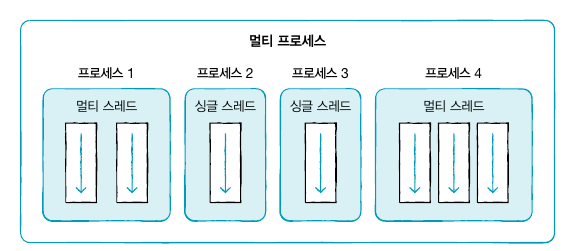 멀티 프로세스
프로세스 1 프로세스 2 프로세스 3 프로세스 4
멀티 스레드 싱글 스레드 싱글 스레드 멀티 스레드